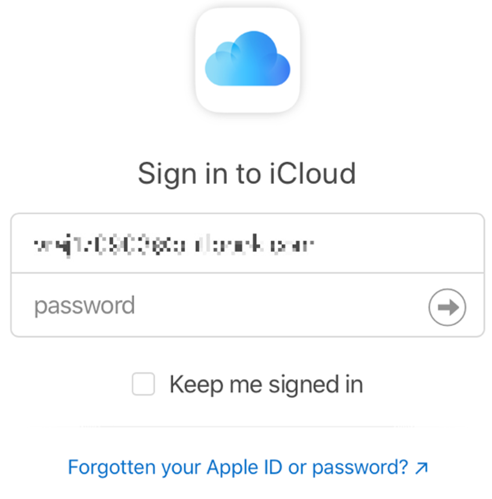 Sign in to iCloud
password
Keep me signed in
Forgotten your Apple ID or password? ↗